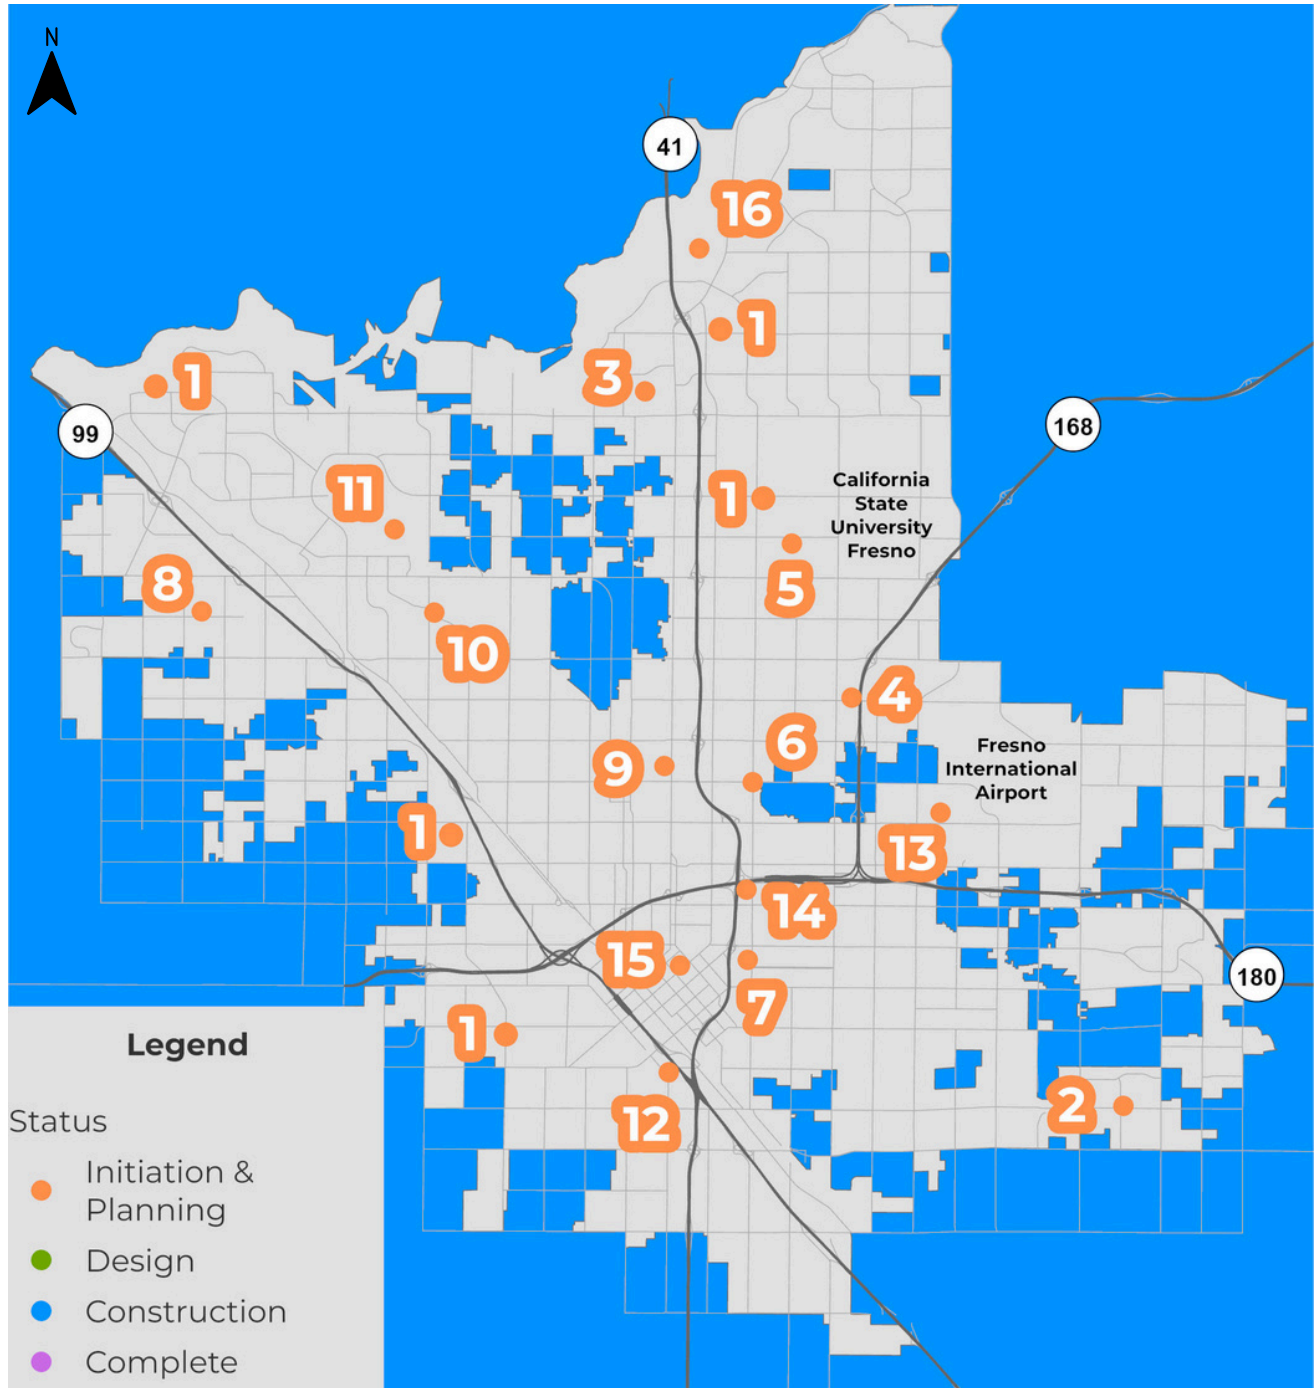 N
41
16
1
3
1
99
168
11
1
California
State
University
Fresno
8
5
10
4
6
Fresno
International
Airport
9
1
13
14
15
180
7
1
Legend
2
12
Status
Initiation &
Planning
Design
Construction
Complete